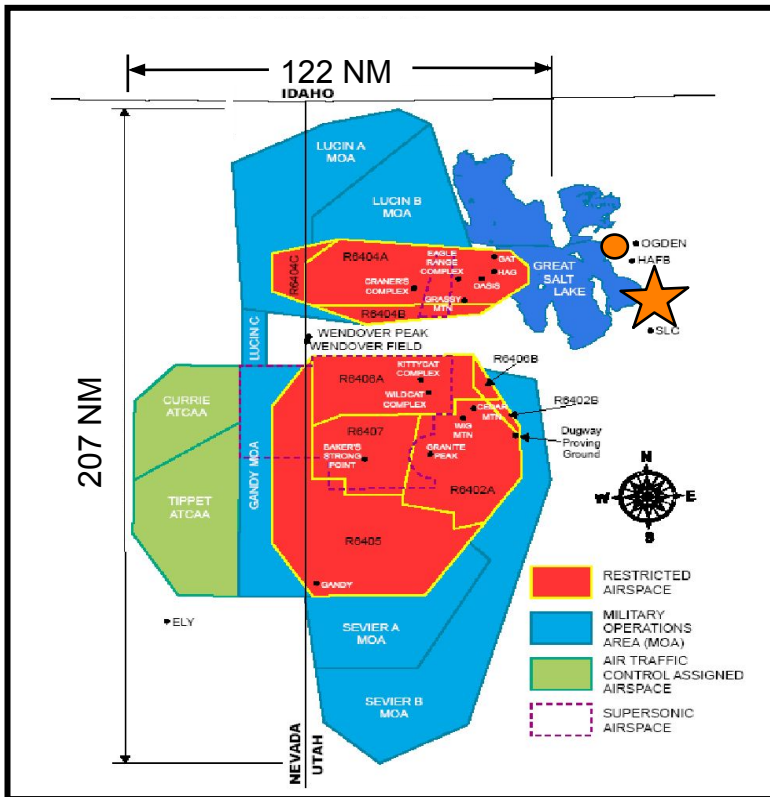 122 NM
IDAHO
207 NM
LUCIN A
MOA
LUCIN B
MOA
R6404C
R6404A
EAGLE
RANGE
COMPLEX
CRANER'S
COMPLEX
GRASSY
MTN
R6404B
OAT
HAG
OASIS
GREAT
SALT
LAKE
OGDEN
HAFB
SLC
LUCIN C
WENDOVER PEAK
WENDOVER FIELD
KITTYCAT
COMPLEX
R6406A
WILDCAT
COMPLEX
R6406B
R6402B
CEDAR
MTN
WIG
MTN
Dugway
Proving
Ground
CURRIE
ATCAA
TIPPET
ATCAA
GANDY MOA
R6407
BAKER'S
STRONG
POINT
GRANITE
PEAK
R6402A
R6405
GANDY
ELY
SEVIER A
MOA
SEVIER B
MOA
NEVADA
UTAH
N
W
E
S
RESTRICTED
AIRSPACE
MILITARY
OPERATIONS
AREA (MOA)
AIR TRAFFIC
CONTROL ASSIGNED
AIRSPACE
SUPERSONIC
AIRSPACE